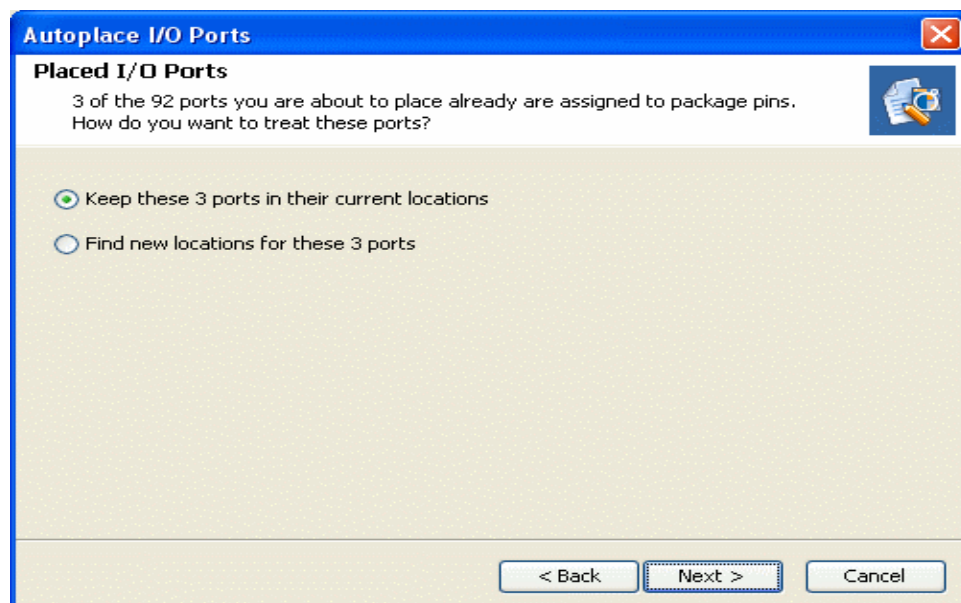 Autoplace I/O Ports
Placed I/O Ports
3 of the 92 ports you are about to place already are assigned to package pins.
How do you want to treat these ports?
Keep these 3 ports in their current locations
Find new locations for these 3 ports
< Back Next > Cancel